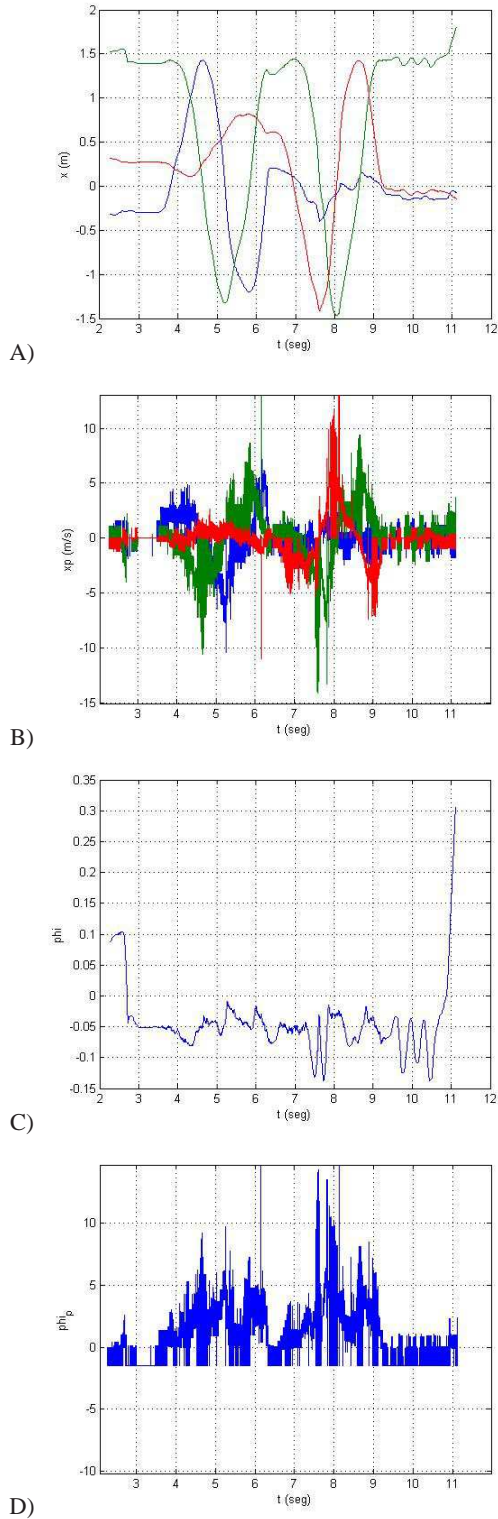 2
1.5
1
0.5
0
-0.5
-1
-1.5
x (m)
2 3 4 5 6 7 8 9 10 11 12
t (seg)
A)
10
5
0
-5
-10
-15
xp (m/s)
3 4 5 6 7 8 9 10 11
t (seg)
B)
0.35
0.3
0.25
0.2
0.15
0.1
0.05
0
-0.05
-0.1
-0.15
phi
2 3 4 5 6 7 8 9 10 11 12
t (seg)
C)
10
5
0
-5
-10
phip
3 4 5 6 7 8 9 10 11
t (seg)
D)